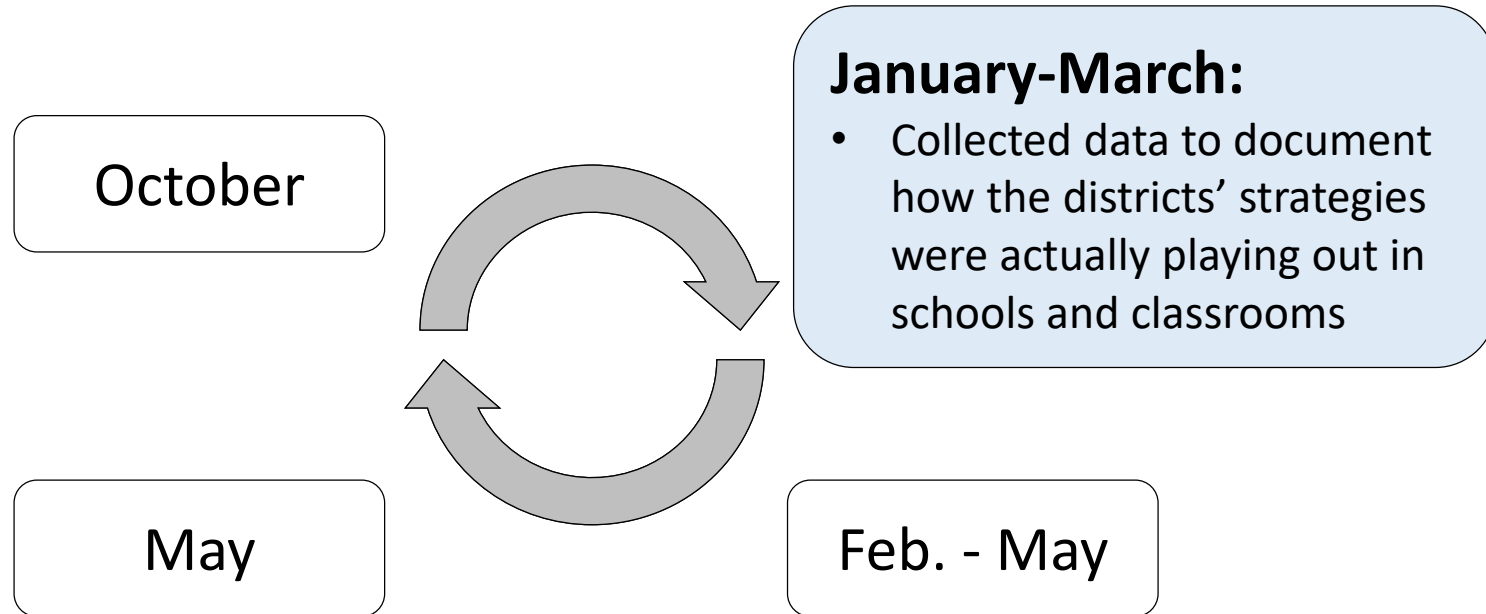 October
January-March:
• Collected data to document
how the districts’ strategies
were actually playing out in
schools and classrooms
May
Feb. - May